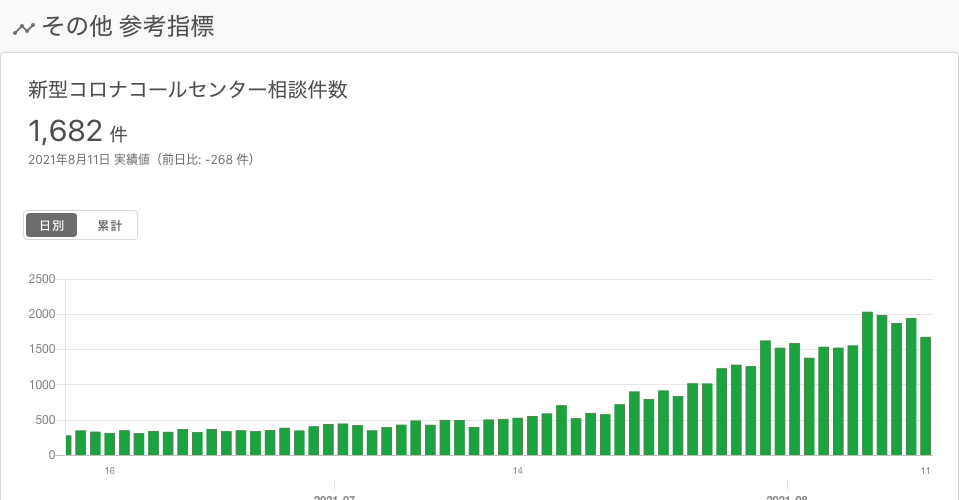 その他 参考指標
新型コロナコールセンター相談件数
1,682 件
2021年8月11日 実績値（前日比: -268 件）
日別 累計
2500
2000
1500
1000
500
0
16 14 11
2021-07 2021-08